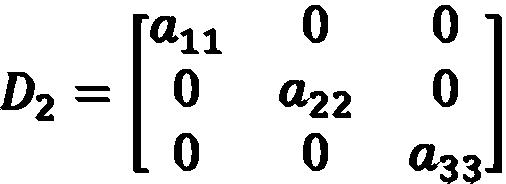 a₁₁ 0 0
D₂ = 0 a₂₂ 0
0 0 a₃₃